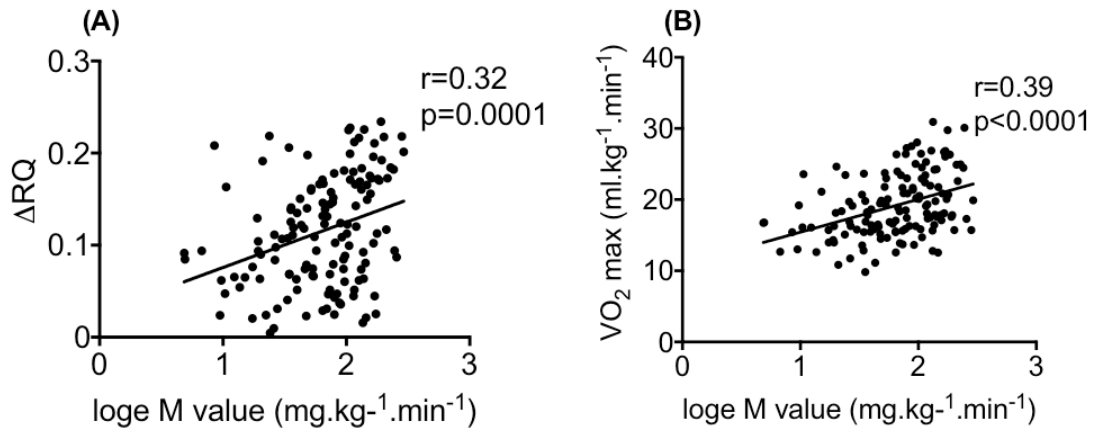 (A)
ΔRQ
0.3
0.2
0.1
0
0
1
2
3
r=0.32
p=0.0001
loge M value (mg.kg-¹.min⁻¹)
(B)
VO₂ max (ml.kg⁻¹.min⁻¹)
40
30
20
10
0
0
1
2
3
r=0.39
p<0.0001
loge M value (mg.kg-¹.min⁻¹)